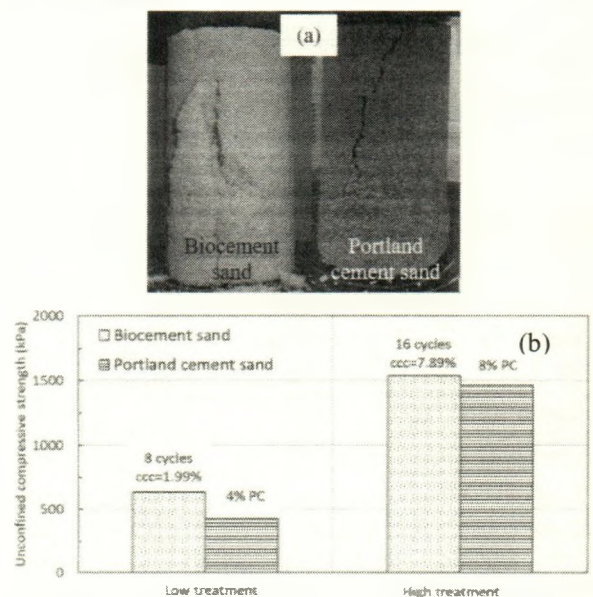 (a)
Biocement
sand
Portland
cement sand
2000
1500
1000
500
0
Unconfined compressive strength (kPa)
Biocement sand
Portland cement sand
(b)
8 cycles
ccc=1.99%
4% PC
16 cycles
ccc=7.89%
8% PC
Low treatment
High treatment